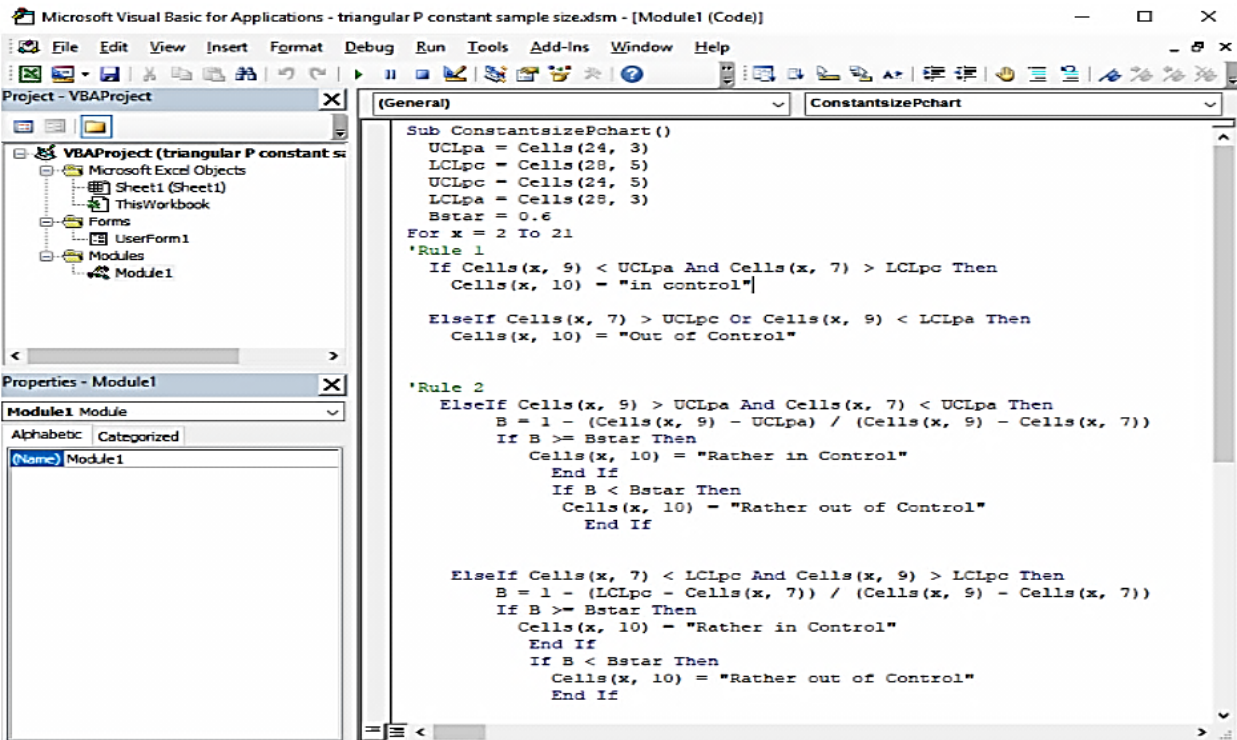 Microsoft Visual Basic for Applications - triangular P constant sample size.xlsm - [Module1 (Code)]
File Edit View Insert Format Debug Run Tools Add-Ins Window Help
Project - VBAProject
VBAProject (triangular P constant sa
Microsoft Excel Objects
Sheet1 (Sheet1)
ThisWorkbook
Forms
UserForm1
Modules
Module1
Properties - Module1
Module1 Module
Alphabetic Categorized
(Name) Module1
(General) ConstantsizePchart
Sub ConstantsizePchart()
UCLpa = Cells(24, 3)
LCLpc = Cells(28, 5)
UCLpc = Cells(24, 5)
LCLpa = Cells(28, 3)
Bstar = 0.6
For x = 2 To 21
'Rule 1
If Cells(x, 9) < UCLpa And Cells(x, 7) > LCLpc Then
Cells(x, 10) = "in control"
ElseIf Cells(x, 7) > UCLpc Or Cells(x, 9) < LCLpa Then
Cells(x, 10) = "Out of Control"
'Rule 2
ElseIf Cells(x, 9) > UCLpa And Cells(x, 7) < UCLpa Then
B = 1 - (Cells(x, 9) - UCLpa) / (Cells(x, 9) - Cells(x, 7))
If B >= Bstar Then
Cells(x, 10) = "Rather in Control"
End If
If B < Bstar Then
Cells(x, 10) = "Rather out of Control"
End If
ElseIf Cells(x, 7) < LCLpc And Cells(x, 9) > LCLpc Then
B = 1 - (LCLpc - Cells(x, 7)) / (Cells(x, 9) - Cells(x, 7))
If B >= Bstar Then
Cells(x, 10) = "Rather in Control"
End If
If B < Bstar Then
Cells(x, 10) = "Rather out of Control"
End If